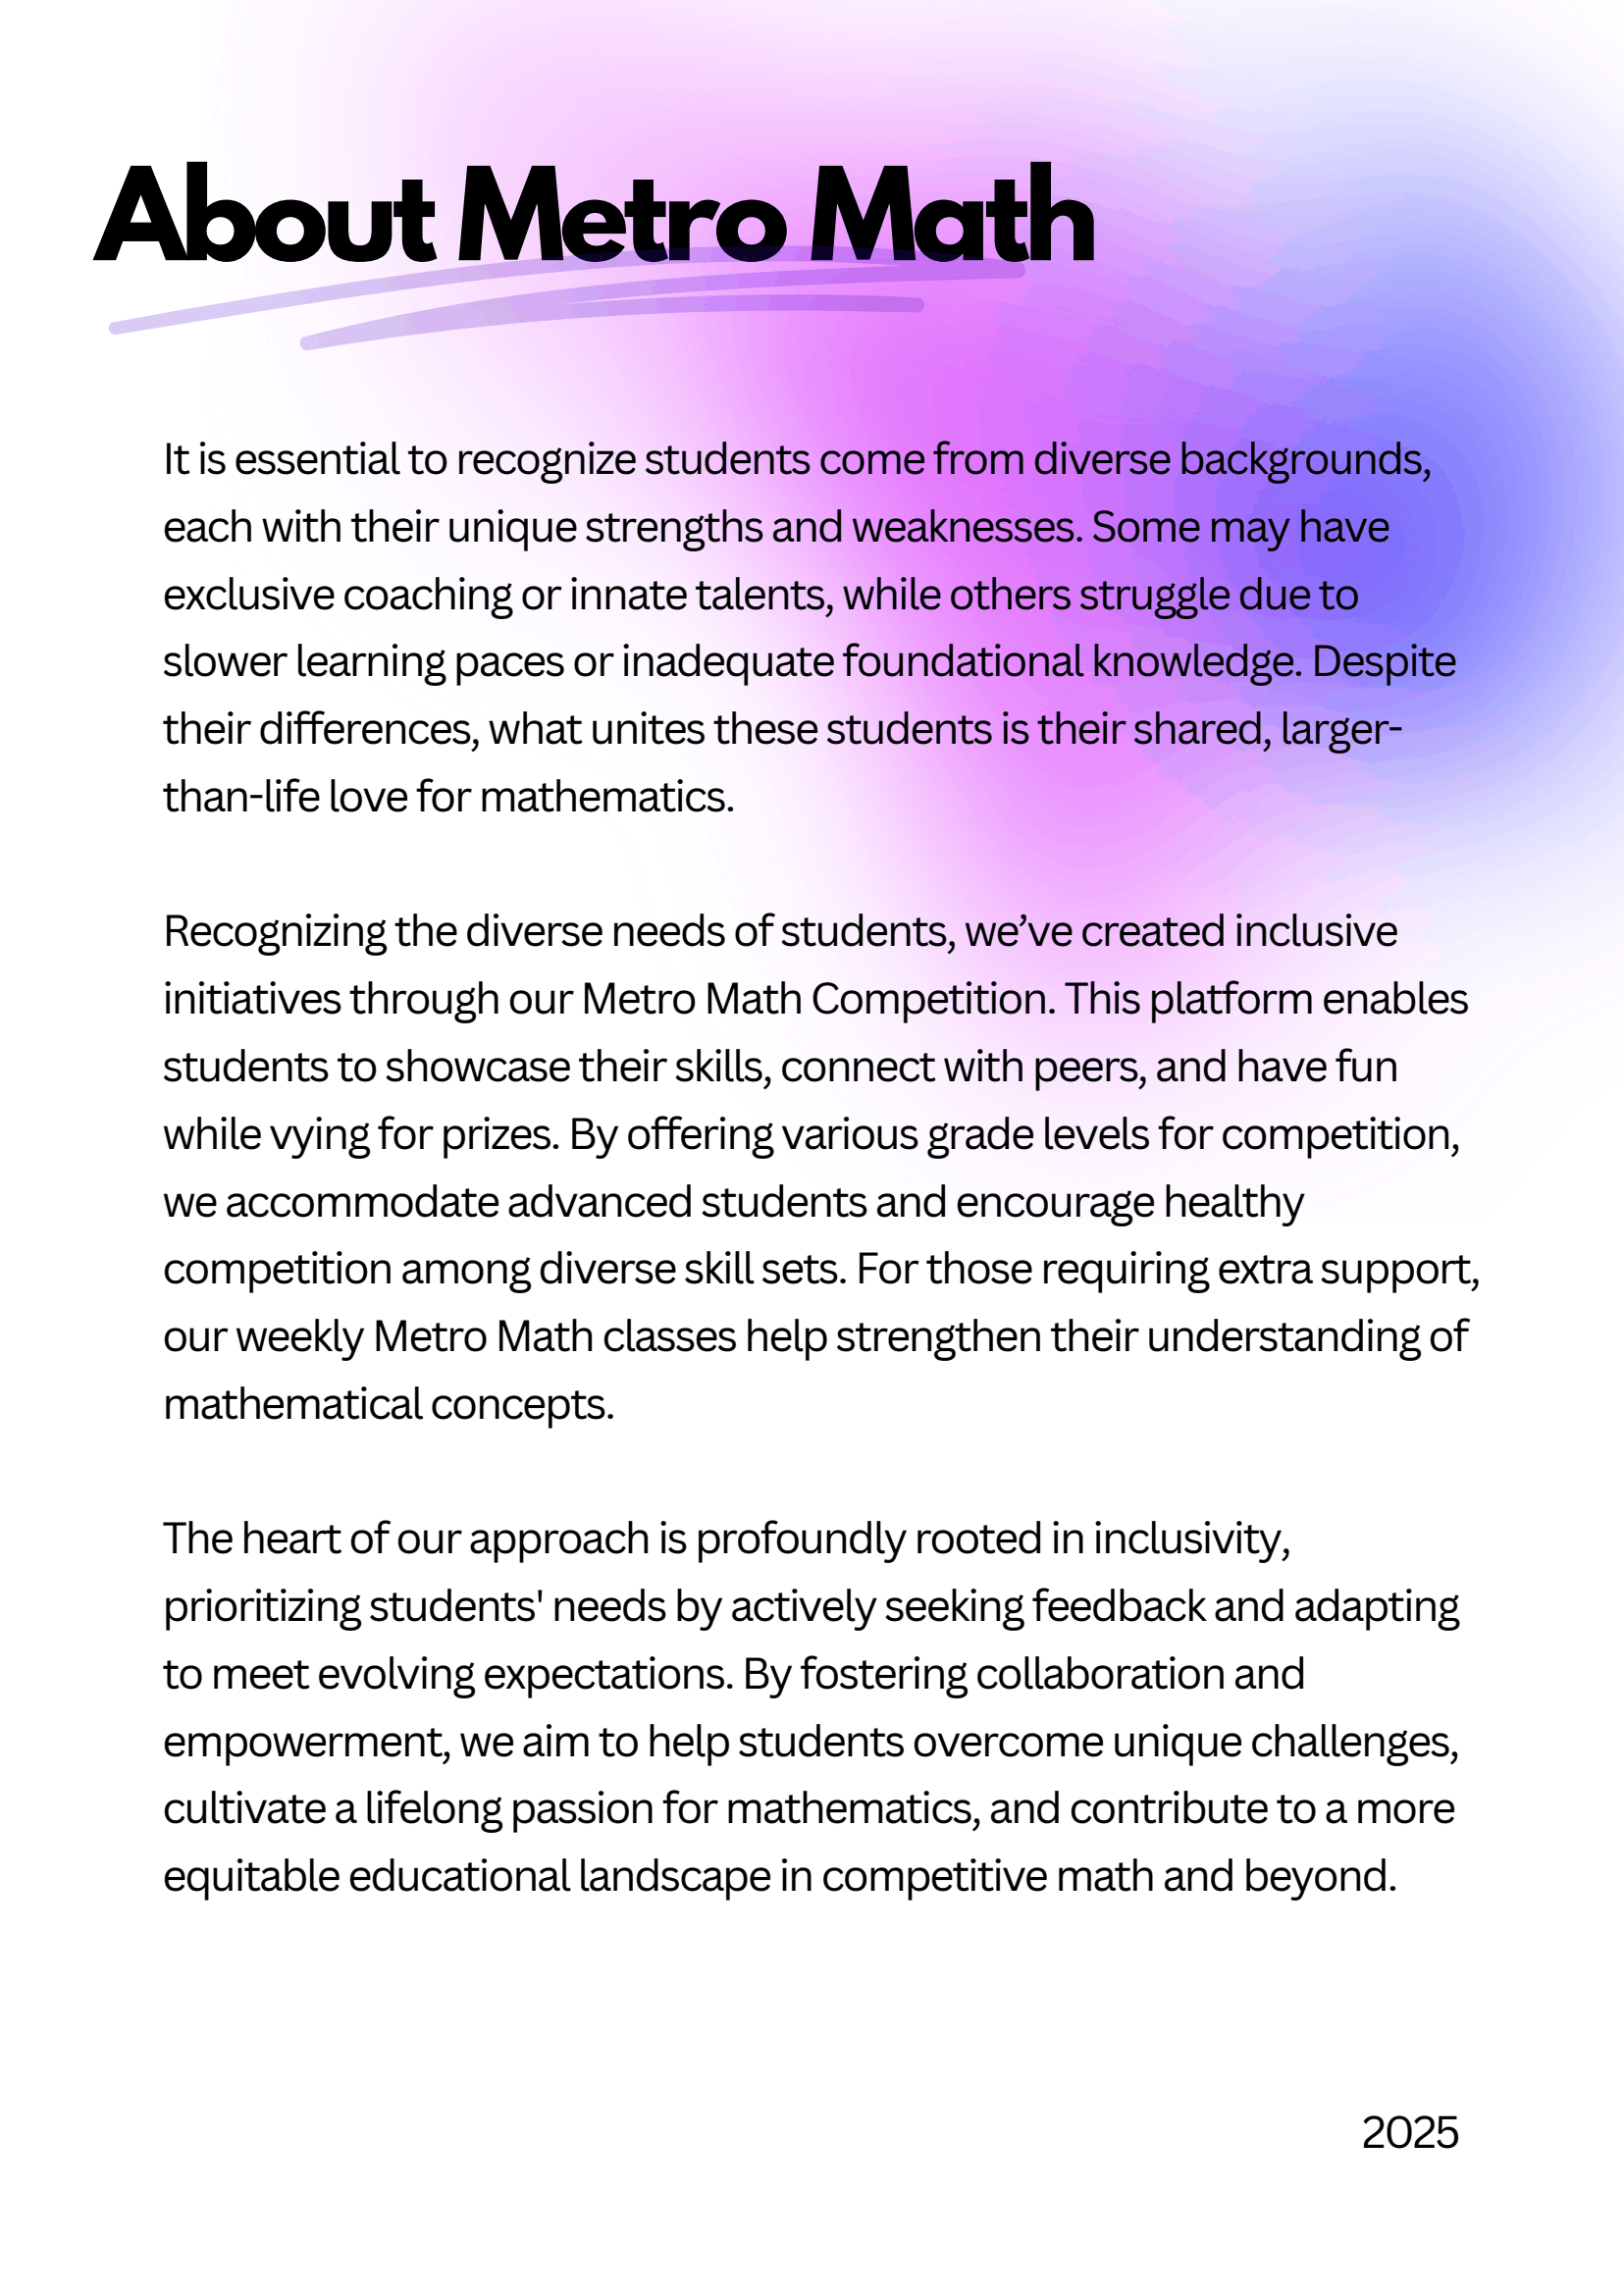 About Metro Math
It is essential to recognize students come from diverse backgrounds,
each with their unique strengths and weaknesses. Some may have
exclusive coaching or innate talents, while others struggle due to
slower learning paces or inadequate foundational knowledge. Despite
their differences, what unites these students is their shared, larger-
than-life love for mathematics.
Recognizing the diverse needs of students, we’ve created inclusive
initiatives through our Metro Math Competition. This platform enables
students to showcase their skills, connect with peers, and have fun
while vying for prizes. By offering various grade levels for competition,
we accommodate advanced students and encourage healthy
competition among diverse skill sets. For those requiring extra support,
our weekly Metro Math classes help strengthen their understanding of
mathematical concepts.
The heart of our approach is profoundly rooted in inclusivity,
prioritizing students' needs by actively seeking feedback and adapting
to meet evolving expectations. By fostering collaboration and
empowerment, we aim to help students overcome unique challenges,
cultivate a lifelong passion for mathematics, and contribute to a more
equitable educational landscape in competitive math and beyond.
2025